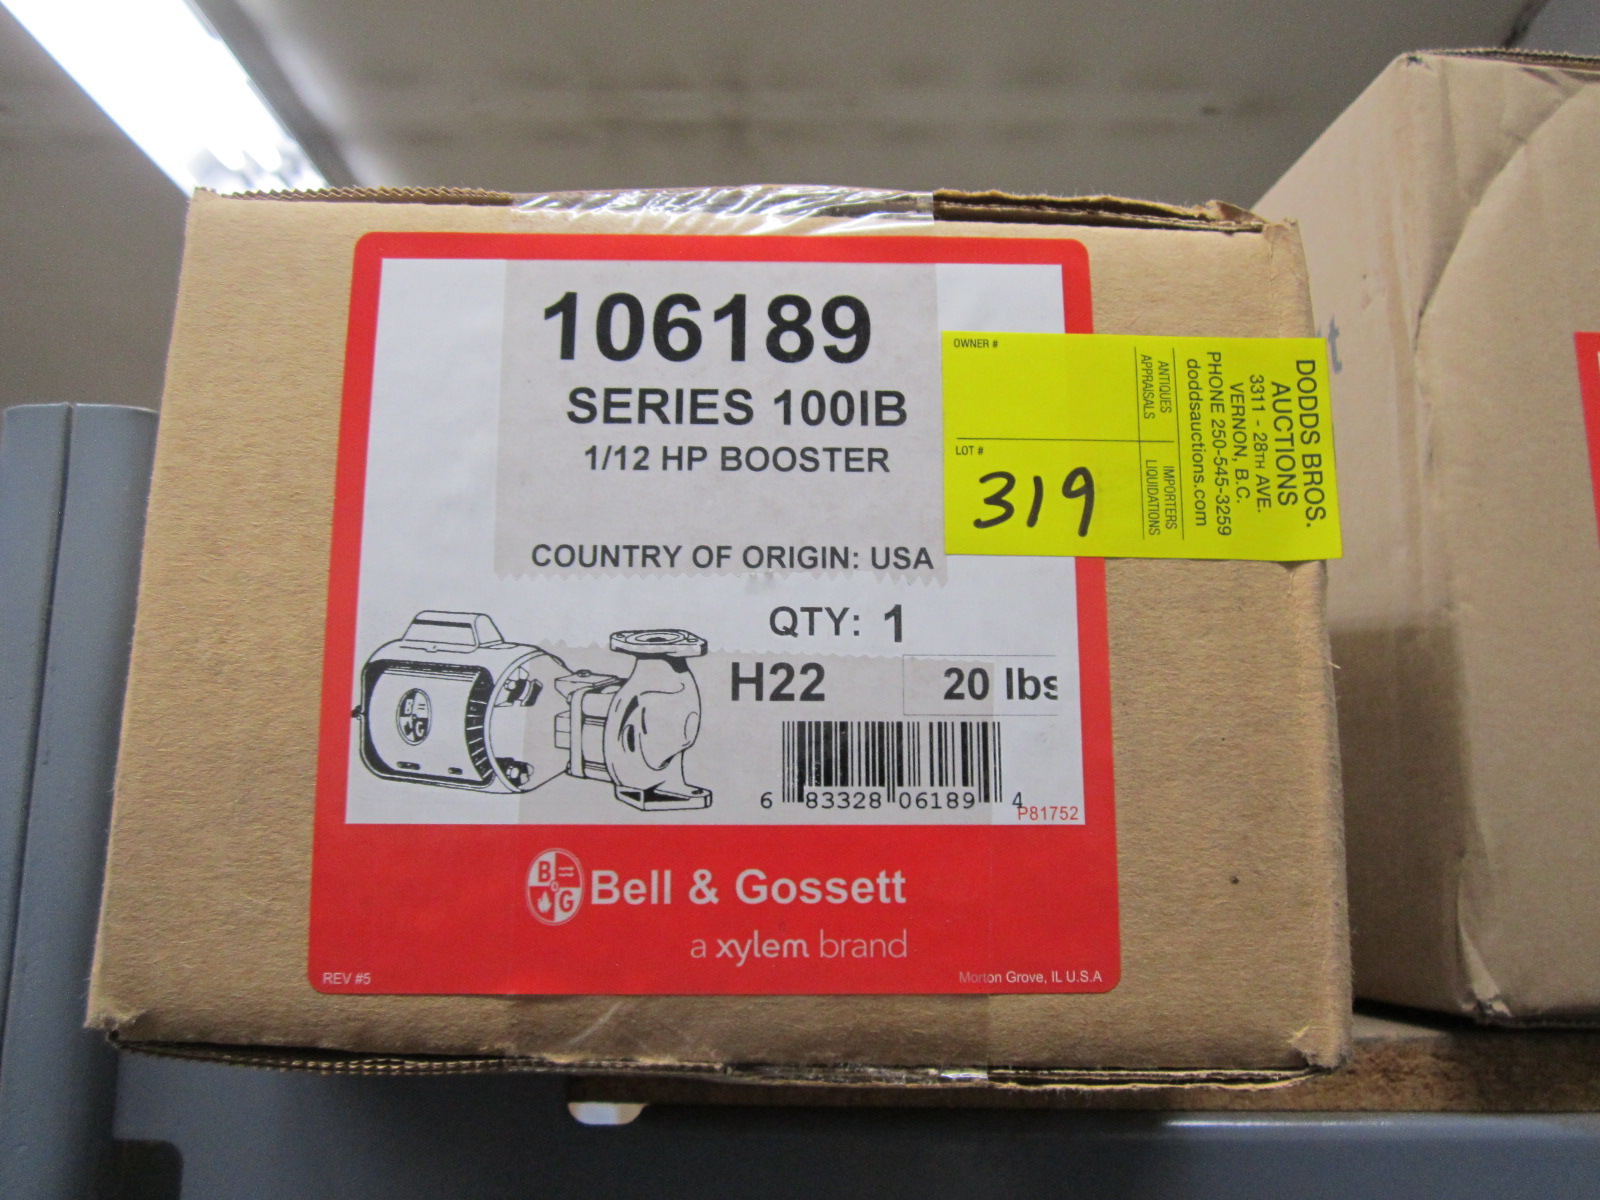 106189
SERIES 100IB
1/12 HP BOOSTER
COUNTRY OF ORIGIN: USA
QTY: 1
H22
20 lbs
6 83328 06189 4
P81752
B G
B G
Bell & Gossett
a xylem brand
REV #5
Morton Grove, IL U.S.A
OWNER #
LOT #
319
ANTIQUES
APPRAISALS
IMPORTERS
LIQUIDATIONS
DODDS BROS.
AUCTIONS
3311 - 28TH AVE.
VERNON, B.C.
PHONE 250-545-3259
doddsauctions.com